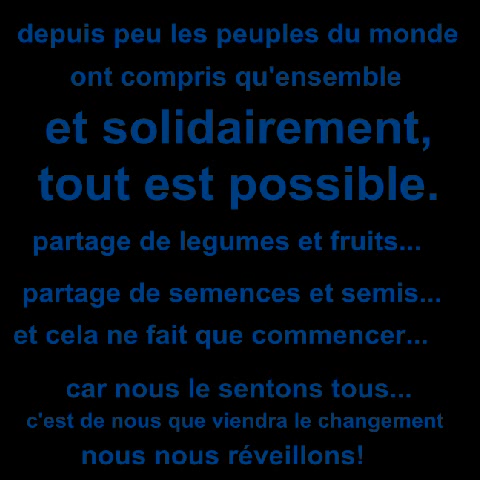 depuis peu les peuples du monde
ont compris qu'ensemble
et solidairement,
tout est possible.
partage de legumes et fruits...
partage de semences et semis...
et cela ne fait que commencer...
car nous le sentons tous...
c'est de nous que viendra le changement
nous nous réveillons!